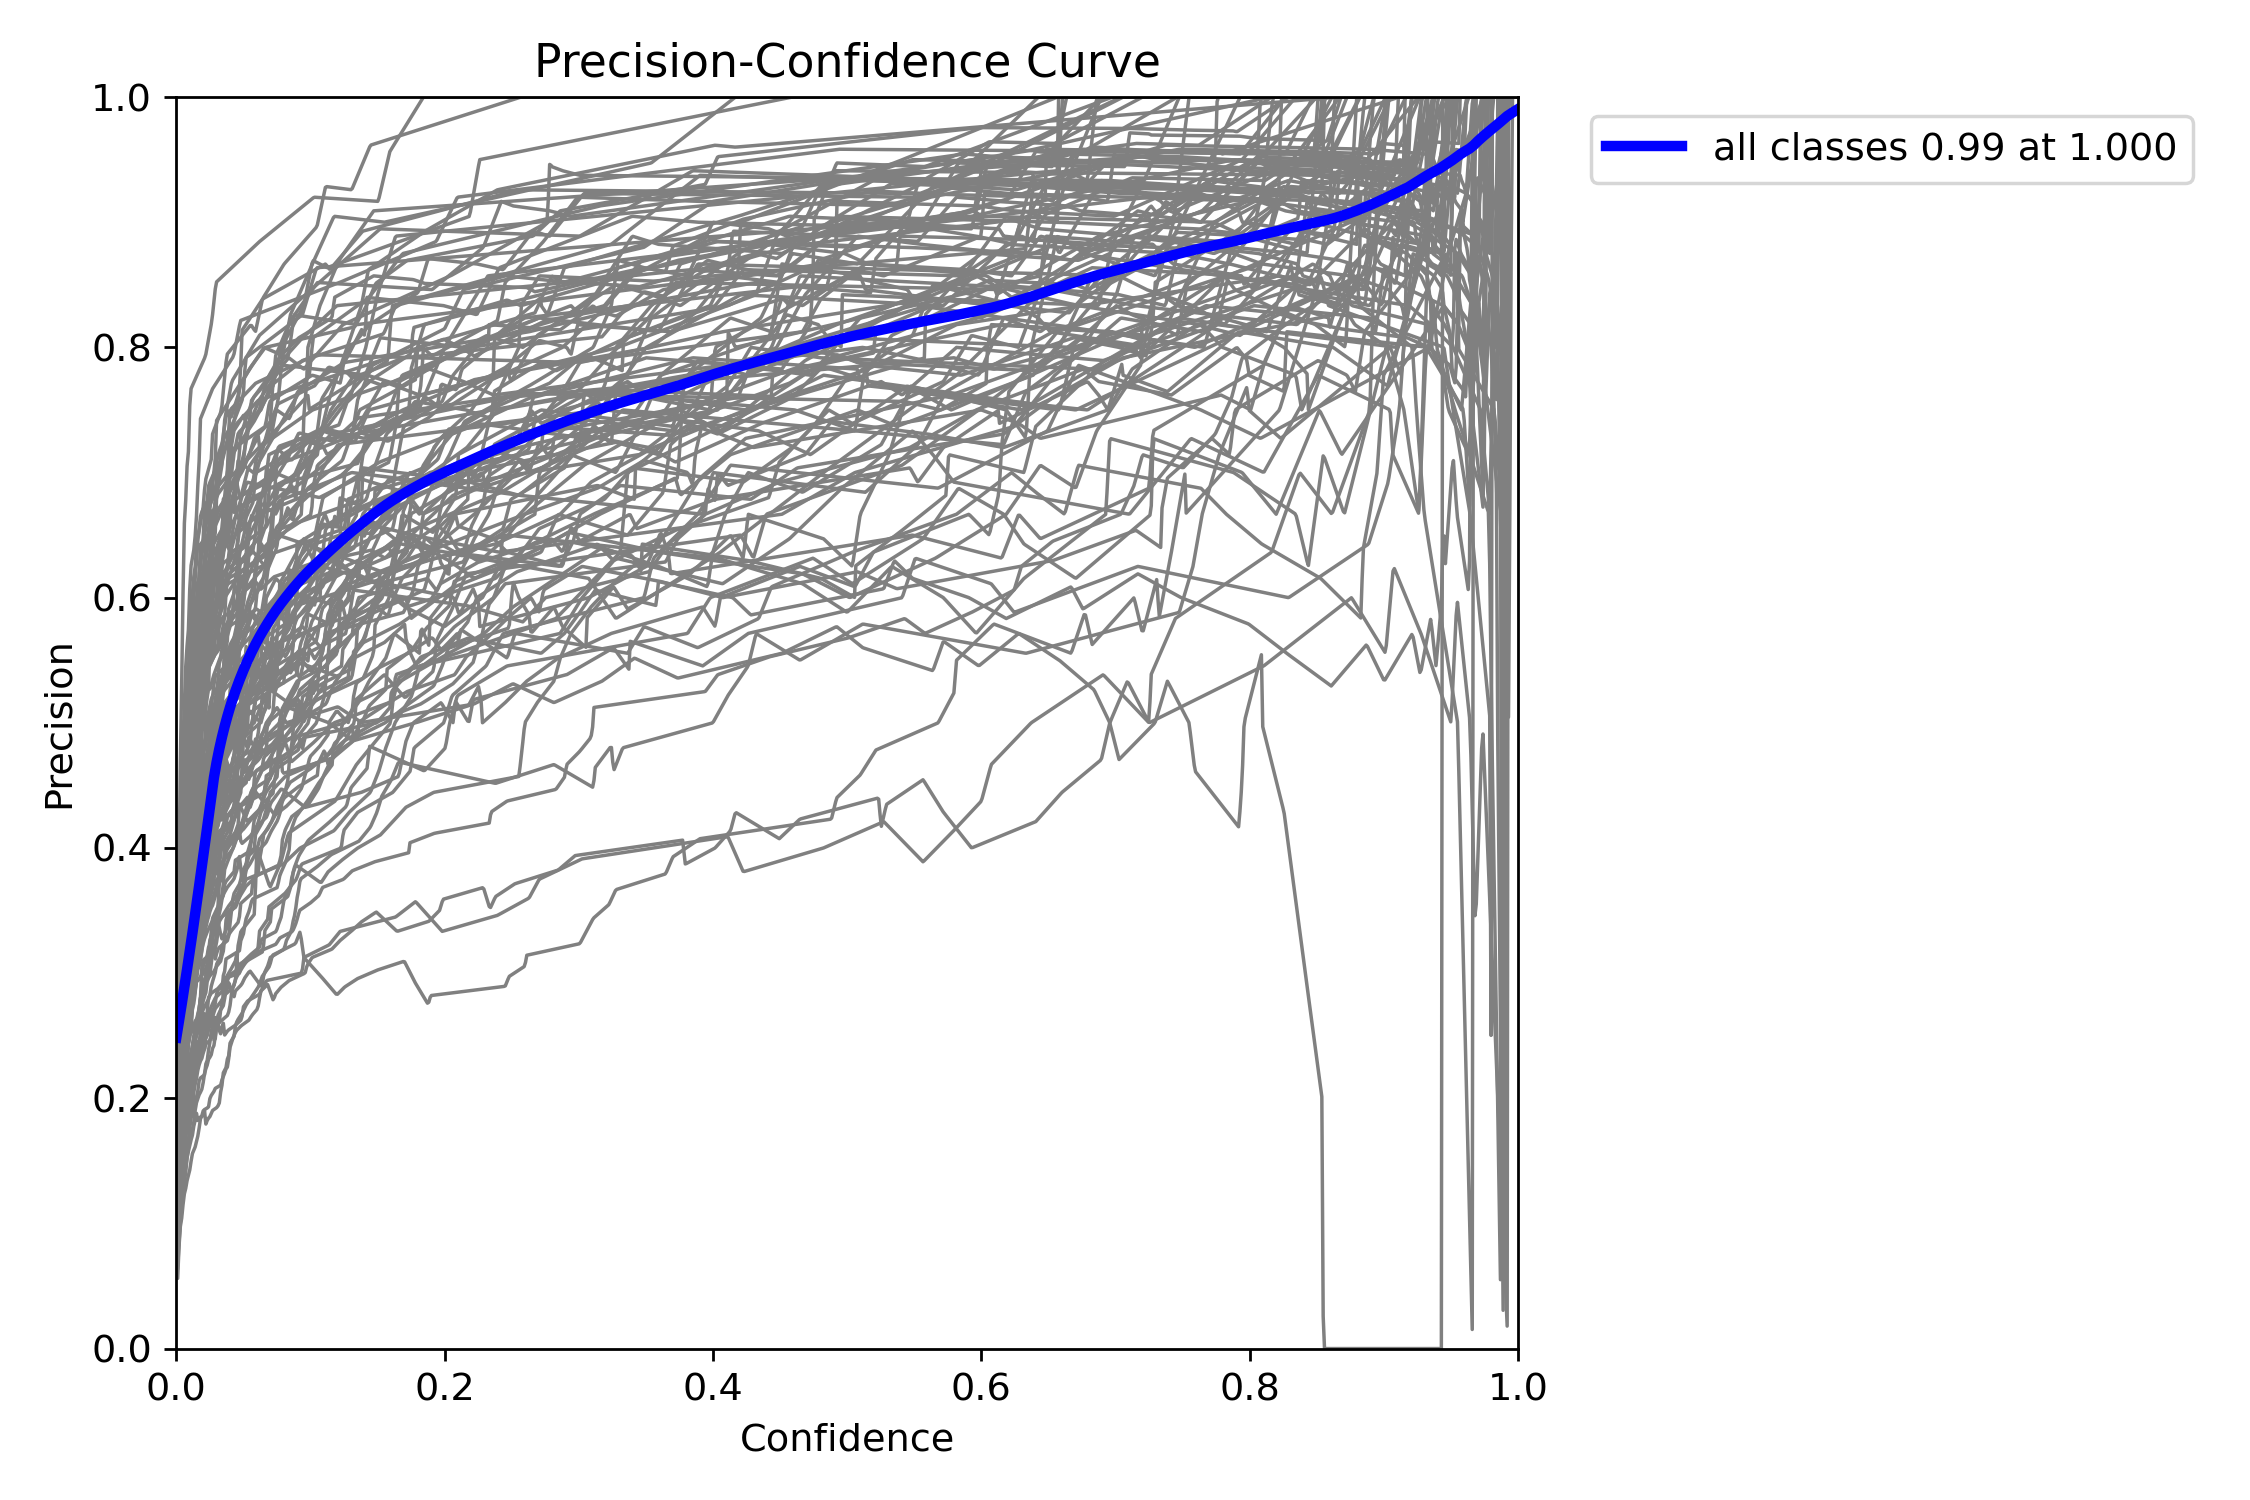 Precision-Confidence Curve
all classes 0.99 at 1.000
Precision
1.0
0.8
0.6
0.4
0.2
0.0
0.0 0.2 0.4 0.6 0.8 1.0
Confidence